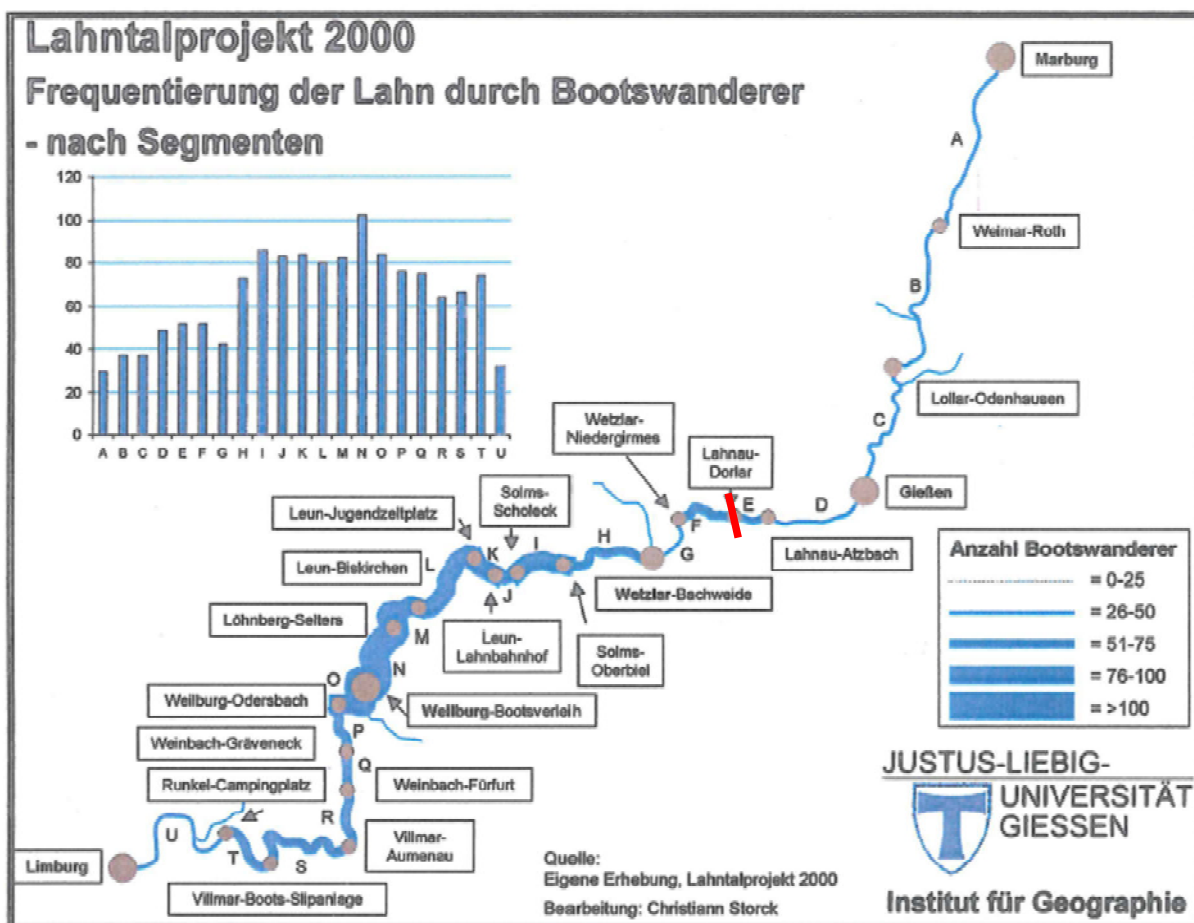 Lahntalprojekt 2000
Frequentierung der Lahn durch Bootswanderer
- nach Segmenten
120
100
80
60
40
20
0
A B C D E F G H I J K L M N O P Q R S T U
Marburg
A
Weimar-Roth
B
Lollar-Odenhausen
C
Gießen
D
Lahnau-Atzbach
E
Lahnau-
Dorlar
F
Wetzlar-
Niedergirmes
G
Wetzlar-Bachweide
H
Solms-
Oberbiel
I
Solms-
Scholeck
J
Leun-
Lahnbahnhof
K
Leun-Jugendzeltplatz
L
Leun-Biskirchen
M
Löhnberg-Selters
N
Weilburg-Bootsverleih
O
Weilburg-Odersbach
P
Weinbach-Gräveneck
Q
Weinbach-Fürfurt
R
Villmar-
Aumenau
S
Villmar-Boots-Slipanlage
T
Runkel-Campingplatz
U
Limburg
Anzahl Bootswanderer
= 0-25
= 26-50
= 51-75
= 76-100
= >100
JUSTUS-LIEBIG-
UNIVERSITÄT
GIESSEN
Institut für Geographie
Quelle:
Eigene Erhebung, Lahntalprojekt 2000
Bearbeitung: Christiann Storck